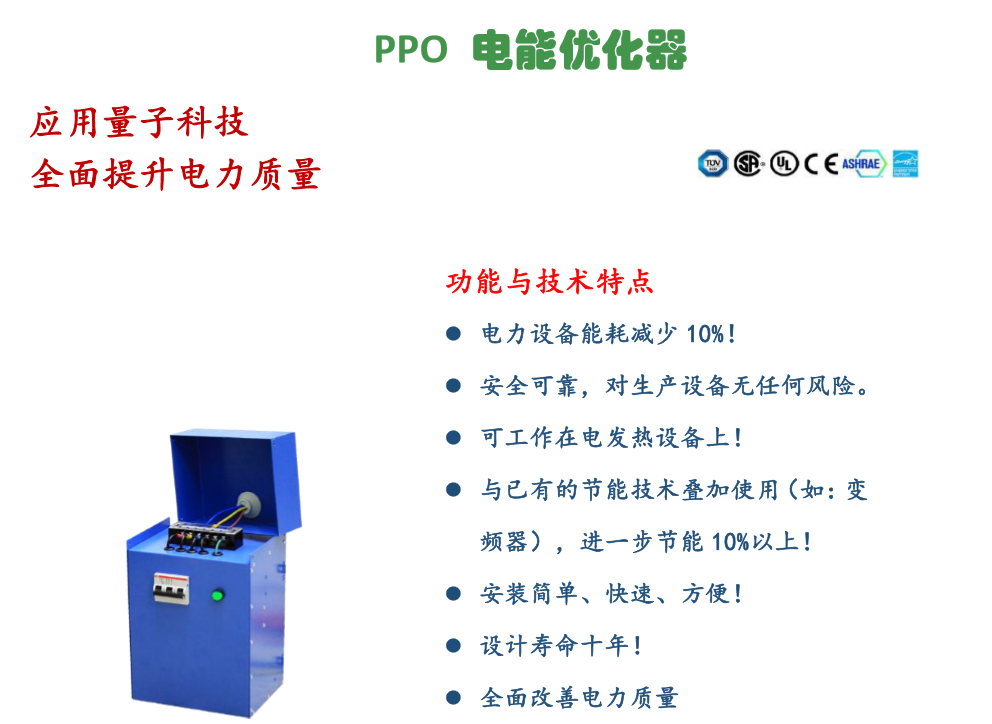 PPO 电能优化器
应用量子科技
全面提升电力质量
TÜV
UL
CE
ASHRAE
功能与技术特点
● 电力设备能耗减少 10%！
● 安全可靠，对生产设备无任何风险。
● 可工作在电发热设备上！
● 与已有的节能技术叠加使用（如：变
频器），进一步节能 10%以上！
● 安装简单、快速、方便！
● 设计寿命十年！
● 全面改善电力质量